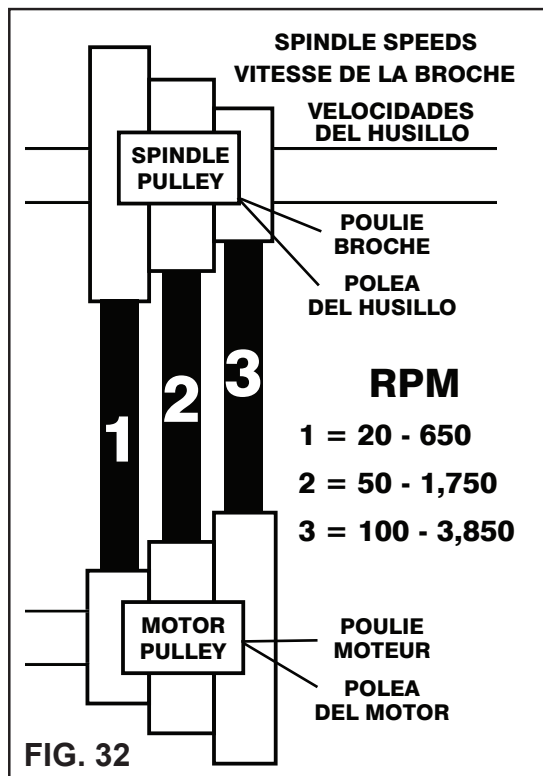 SPINDLE SPEEDS
VITESSE DE LA BROCHE
VELOCIDADES
DEL HUSILLO
SPINDLE
PULLEY
POULIE
BROCHE
POLEA
DEL HUSILLO
1
2
3
RPM
1 = 20 - 650
2 = 50 - 1,750
3 = 100 - 3,850
MOTOR
PULLEY
POULIE
MOTEUR
POLEA
DEL MOTOR
FIG. 32